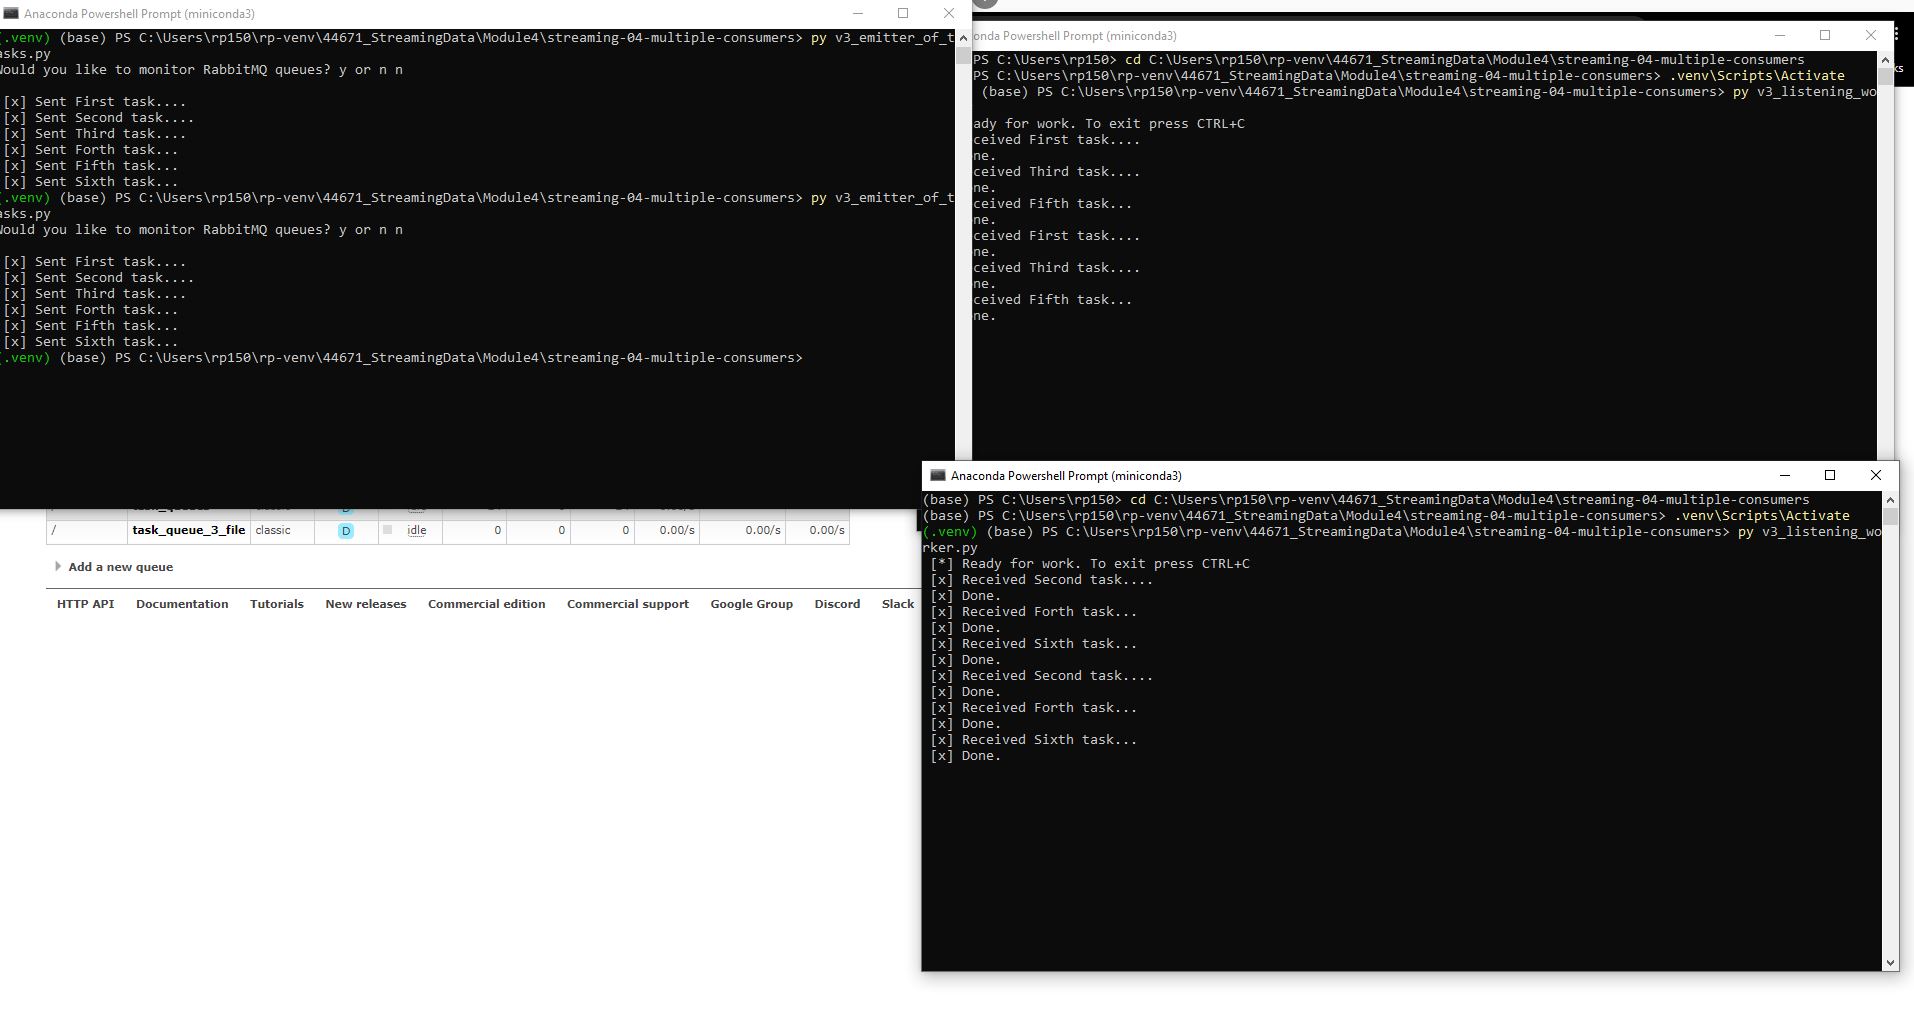 Anaconda Powershell Prompt (miniconda3)
(.venv) (base) PS C:\Users\rp150\rp-venv\44671_StreamingData\Module4\streaming-04-multiple-consumers> py v3_emitter_of_t
asks.py
Would you like to monitor RabbitMQ queues? y or n n
[x] Sent First task....
[x] Sent Second task....
[x] Sent Third task....
[x] Sent Forth task...
[x] Sent Fifth task...
[x] Sent Sixth task...
(.venv) (base) PS C:\Users\rp150\rp-venv\44671_StreamingData\Module4\streaming-04-multiple-consumers> py v3_emitter_of_t
asks.py
Would you like to monitor RabbitMQ queues? y or n n
[x] Sent First task....
[x] Sent Second task....
[x] Sent Third task....
[x] Sent Forth task...
[x] Sent Fifth task...
[x] Sent Sixth task...
(.venv) (base) PS C:\Users\rp150\rp-venv\44671_StreamingData\Module4\streaming-04-multiple-consumers>
onda Powershell Prompt (miniconda3)
PS C:\Users\rp150> cd C:\Users\rp150\rp-venv\44671_StreamingData\Module4\streaming-04-multiple-consumers
PS C:\Users\rp150\rp-venv\44671_StreamingData\Module4\streaming-04-multiple-consumers> .venv\Scripts\Activate
(base) PS C:\Users\rp150\rp-venv\44671_StreamingData\Module4\streaming-04-multiple-consumers> py v3_listening_wo
ady for work. To exit press CTRL+C
ceived First task....
ne.
ceived Third task....
ne.
ceived Fifth task...
ne.
ceived First task....
ne.
ceived Third task....
ne.
ceived Fifth task...
ne.
ks
Anaconda Powershell Prompt (miniconda3)
(base) PS C:\Users\rp150> cd C:\Users\rp150\rp-venv\44671_StreamingData\Module4\streaming-04-multiple-consumers
(base) PS C:\Users\rp150\rp-venv\44671_StreamingData\Module4\streaming-04-multiple-consumers> .venv\Scripts\Activate
(.venv) (base) PS C:\Users\rp150\rp-venv\44671_StreamingData\Module4\streaming-04-multiple-consumers> py v3_listening_wo
rker.py
[*] Ready for work. To exit press CTRL+C
[x] Received Second task....
[x] Done.
[x] Received Forth task...
[x] Done.
[x] Received Sixth task...
[x] Done.
[x] Received Second task....
[x] Done.
[x] Received Forth task...
[x] Done.
[x] Received Sixth task...
[x] Done.
/ task_queue_3_file classic D idle 0 0 0 0.00/s 0.00/s 0.00/s
Add a new queue
HTTP API Documentation Tutorials New releases Commercial edition Commercial support Google Group Discord Slack